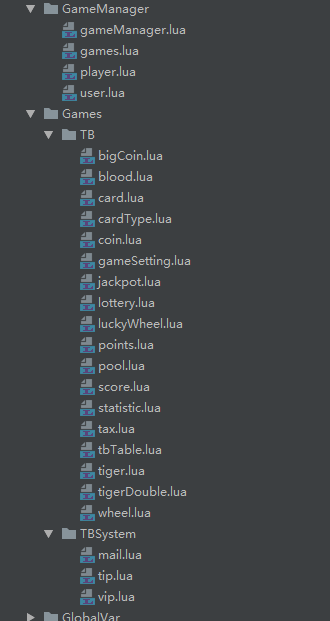 GameManager
gameManager.lua
games.lua
player.lua
user.lua
Games
TB
bigCoin.lua
blood.lua
card.lua
cardType.lua
coin.lua
gameSetting.lua
jackpot.lua
lottery.lua
luckyWheel.lua
points.lua
pool.lua
score.lua
statistic.lua
tax.lua
tbTable.lua
tiger.lua
tigerDouble.lua
wheel.lua
TBSystem
mail.lua
tip.lua
vip.lua
GlobalVar